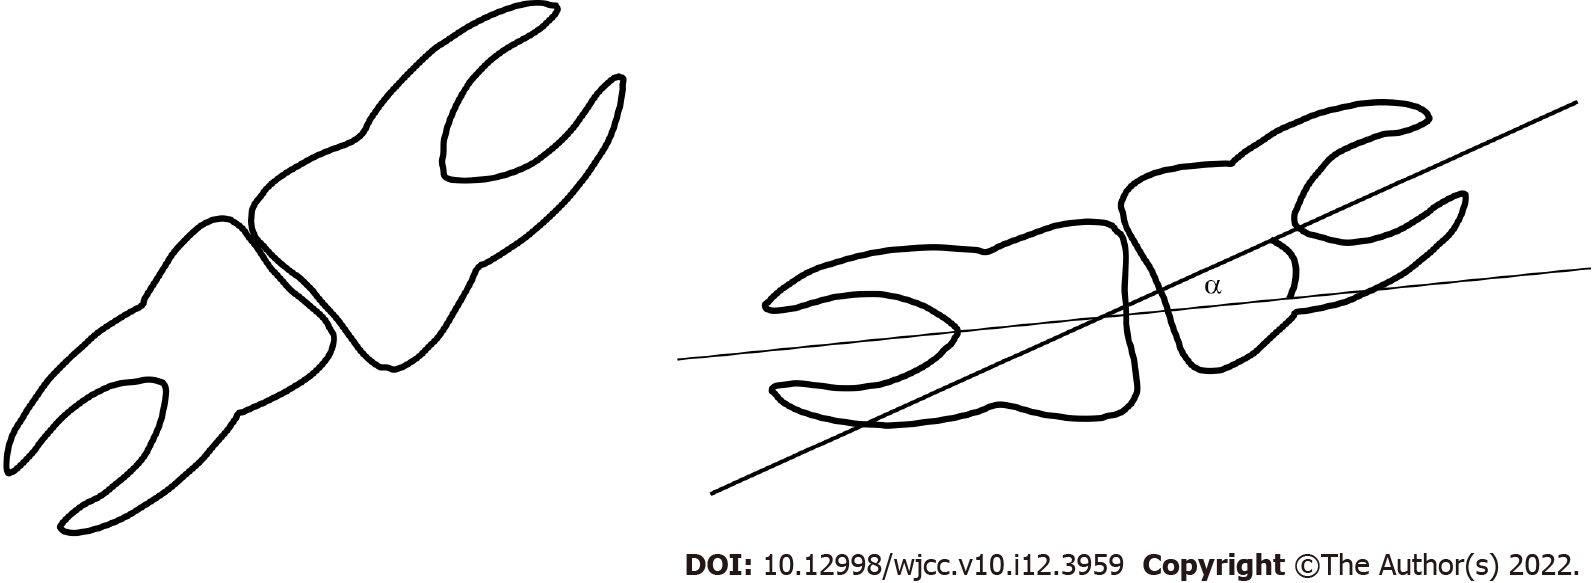 α
DOI: 10.12998/wjcc.v10.i12.3959 Copyright ©The Author(s) 2022.